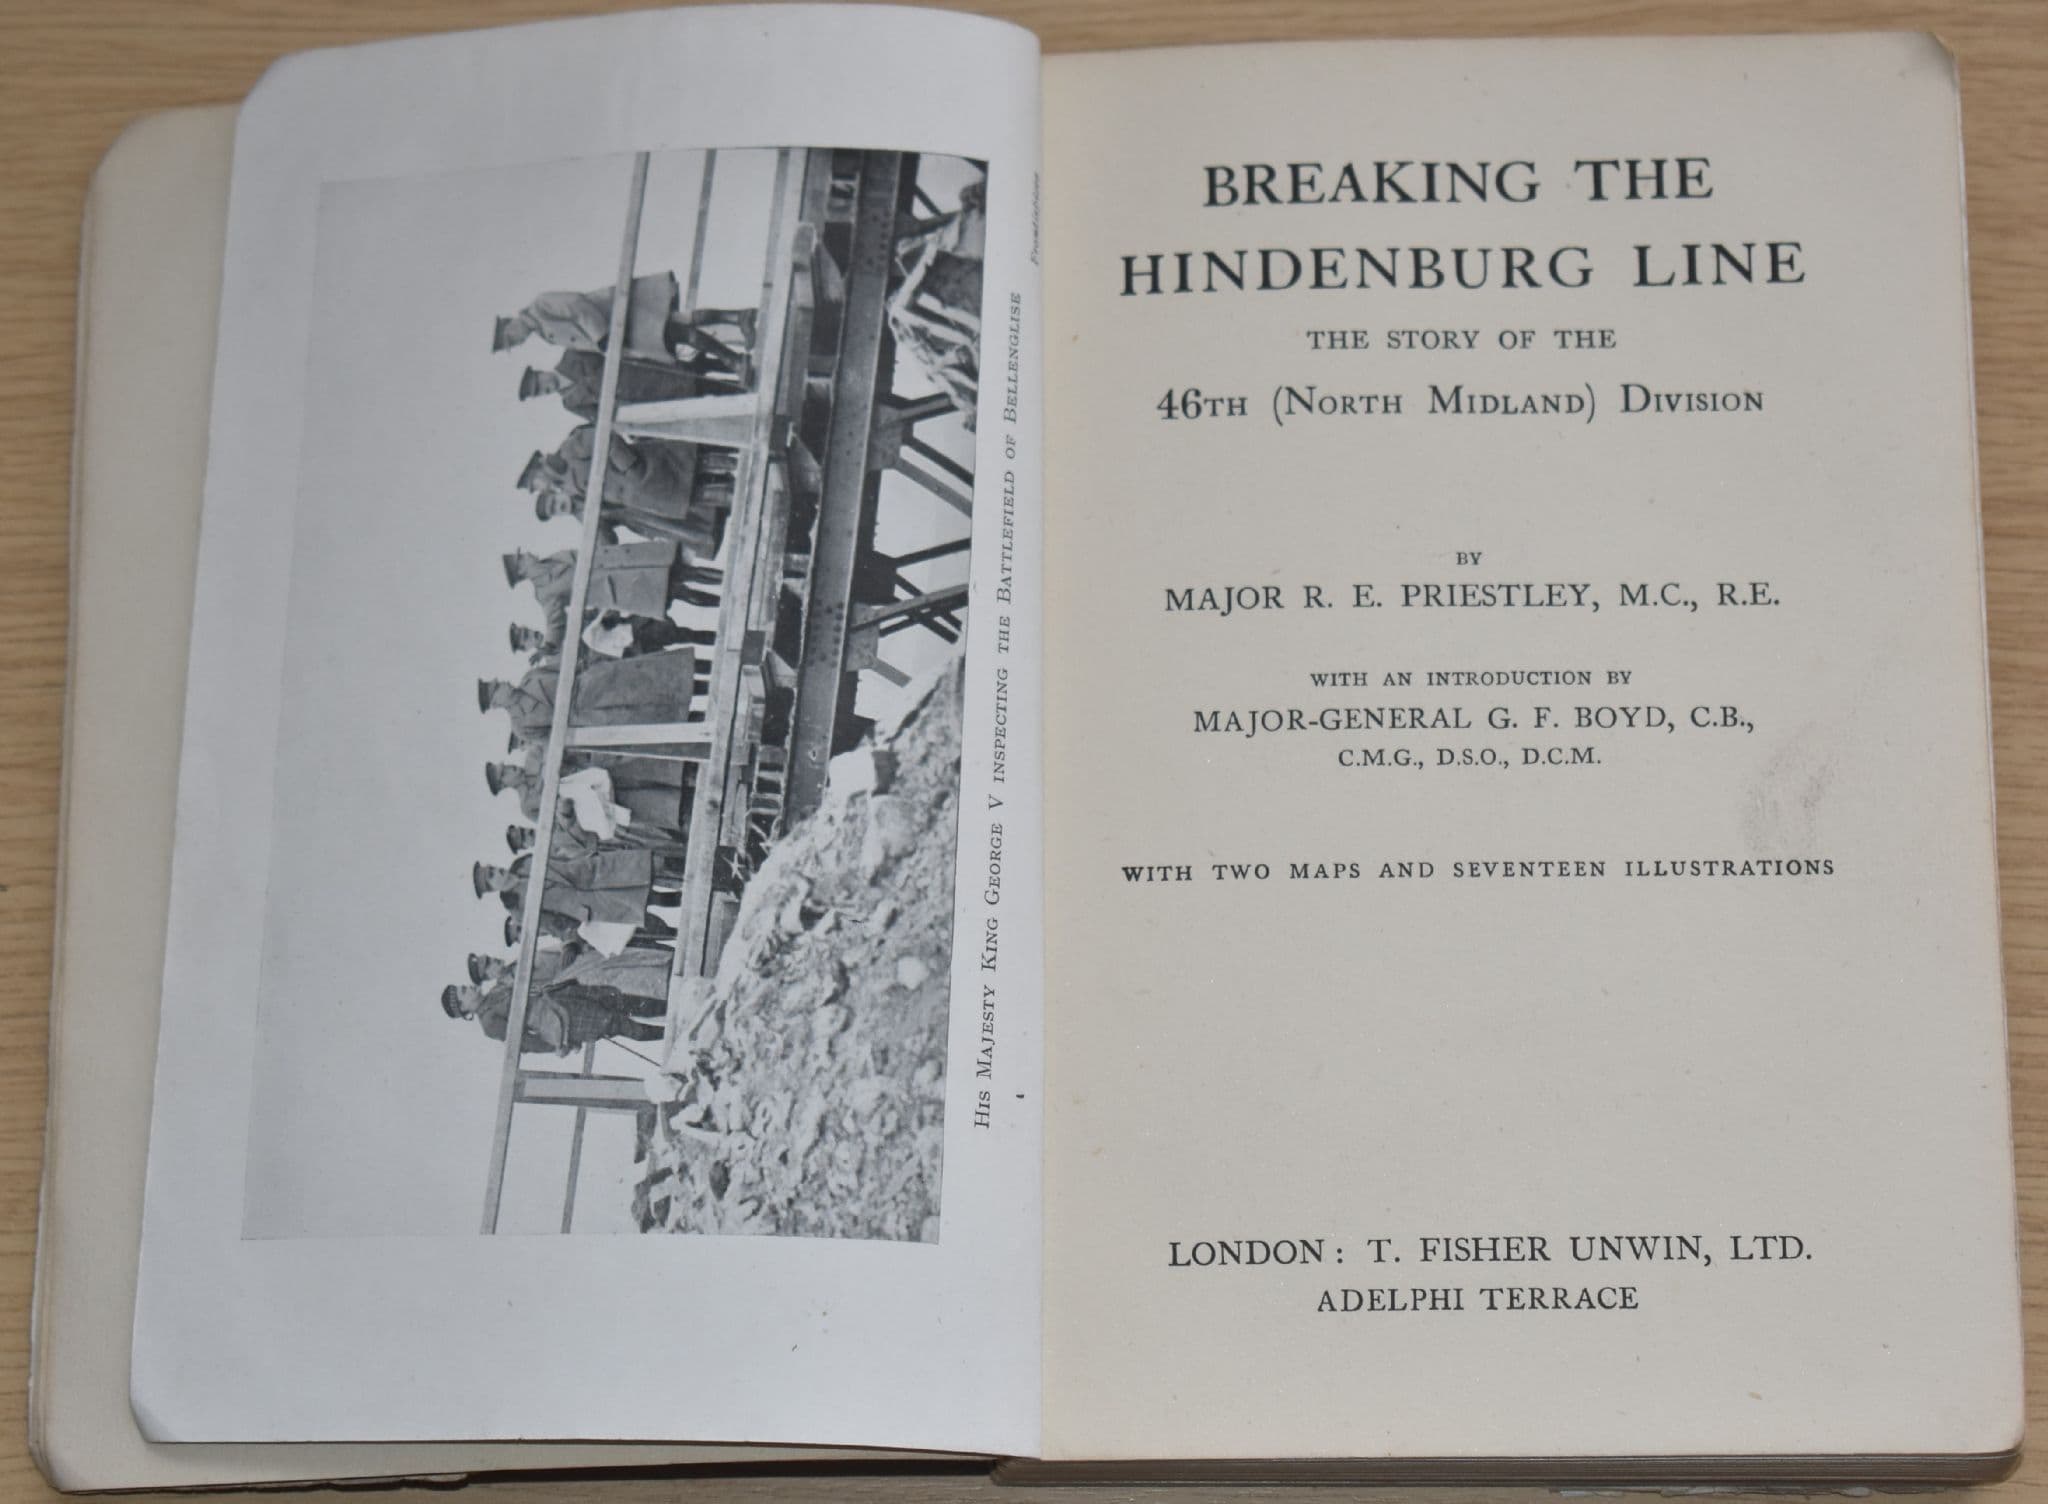 Frontispiece
HIS MAJESTY KING GEORGE V INSPECTING THE BATTLEFIELD OF BELLENGLISE
BREAKING THE
HINDENBURG LINE
THE STORY OF THE
46TH (NORTH MIDLAND) DIVISION
BY
MAJOR R. E. PRIESTLEY, M.C., R.E.
WITH AN INTRODUCTION BY
MAJOR-GENERAL G. F. BOYD, C.B.,
C.M.G., D.S.O., D.C.M.
WITH TWO MAPS AND SEVENTEEN ILLUSTRATIONS
LONDON: T. FISHER UNWIN, LTD.
ADELPHI TERRACE